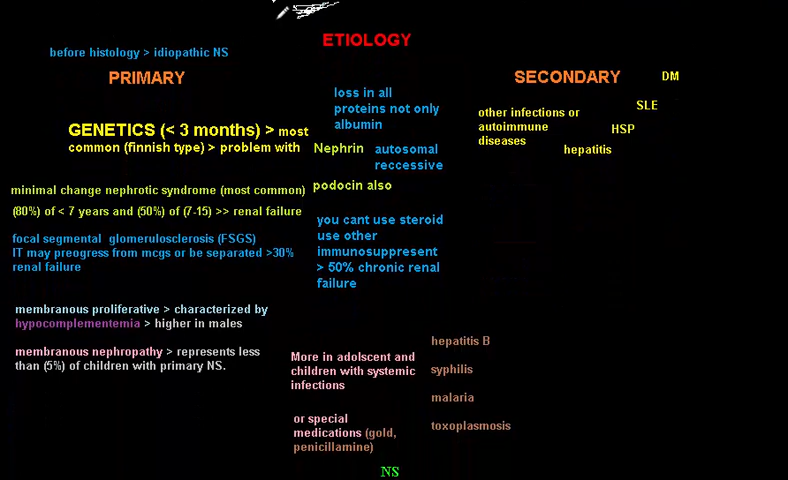 ETIOLOGY
before histology > idiopathic NS
PRIMARY
SECONDARY
DM
SLE
HSP
hepatitis
other infections or
autoimmune
diseases
loss in all
proteins not only
albumin
GENETICS (< 3 months) > most
common (finnish type) > problem with
Nephrin
autosomal
reccessive
podocin also
minimal change nephrotic syndrome (most common)
(80%) of < 7 years and (50%) of (7-15) >> renal failure
focal segmental glomerulosclerosis (FSGS)
IT may preogress from mcgs or be separated >30%
renal failure
you cant use steroid
use other
immunosuppresent
> 50% chronic renal
failure
membranous proliferative > characterized by
hypocomplementemia > higher in males
membranous nephropathy > represents less
than (5%) of children with primary NS.
More in adolscent and
children with systemic
infections
or special
medications (gold,
penicillamine)
hepatitis B
syphilis
malaria
toxoplasmosis
NS